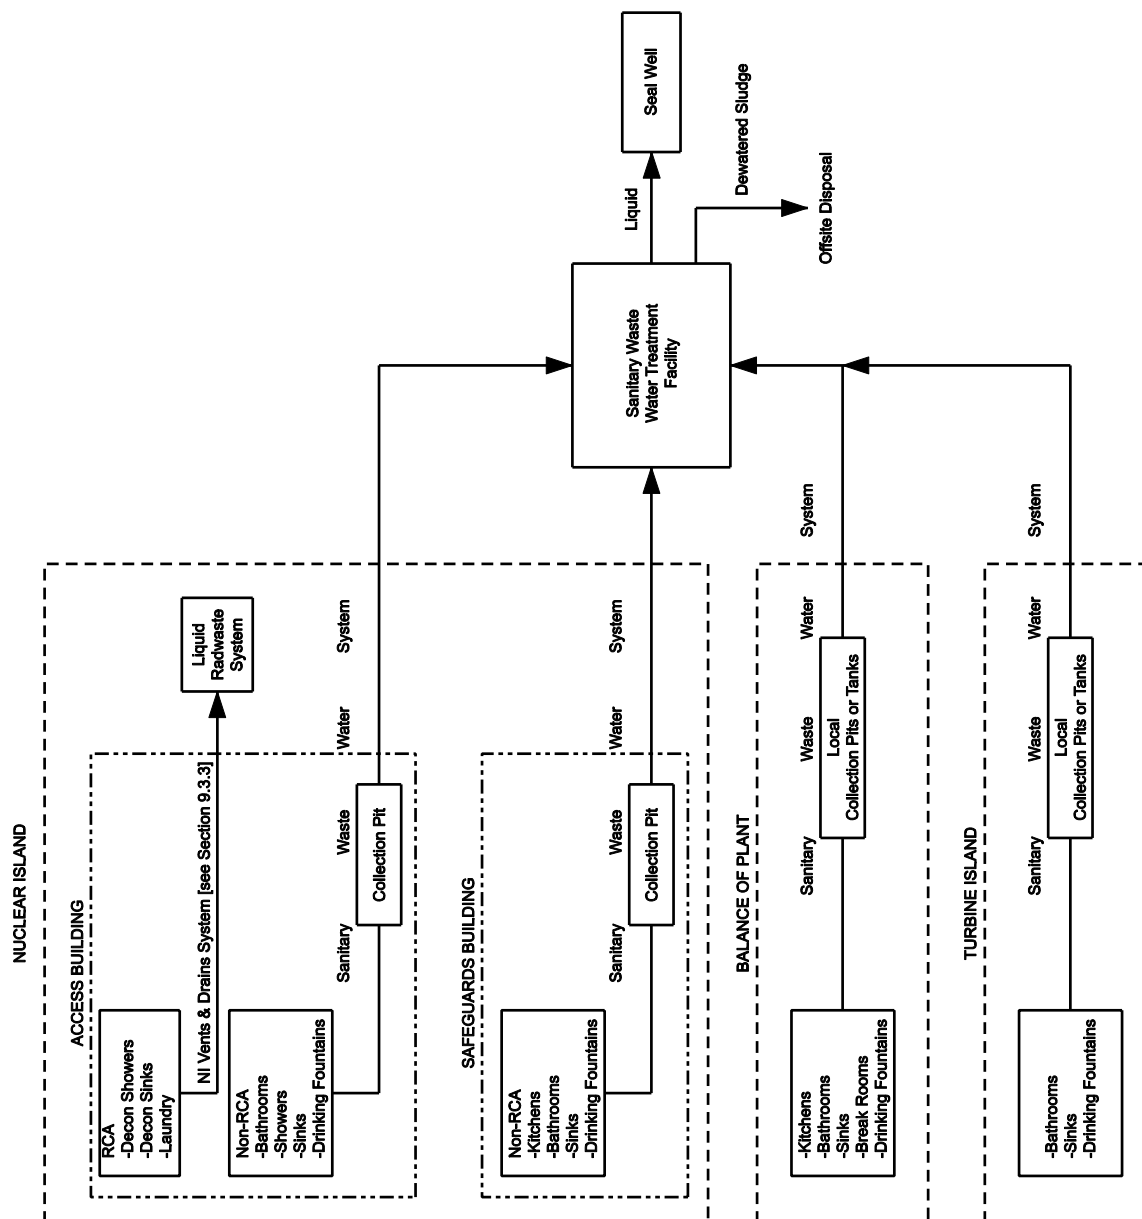 NUCLEAR ISLAND
ACCESS BUILDING
RCA
-Decon Showers
-Decon Sinks
-Laundry
NI Vents & Drains System [see Section 9.3.3]
Liquid
Radwaste
System
Non-RCA
-Bathrooms
-Showers
-Sinks
-Drinking Fountains
Sanitary Waste Water System
Collection Pit
SAFEGUARDS BUILDING
Non-RCA
-Kitchens
-Bathrooms
-Sinks
-Drinking Fountains
Sanitary Waste Water System
Collection Pit
BALANCE OF PLANT
-Kitchens
-Bathrooms
-Sinks
-Break Rooms
-Drinking Fountains
Sanitary Waste Water System
Local
Collection Pits or Tanks
TURBINE ISLAND
-Bathrooms
-Sinks
-Drinking Fountains
Sanitary Waste Water System
Local
Collection Pits or Tanks
Sanitary Waste
Water Treatment
Facility
Liquid
Seal Well
Dewatered Sludge
Offsite Disposal